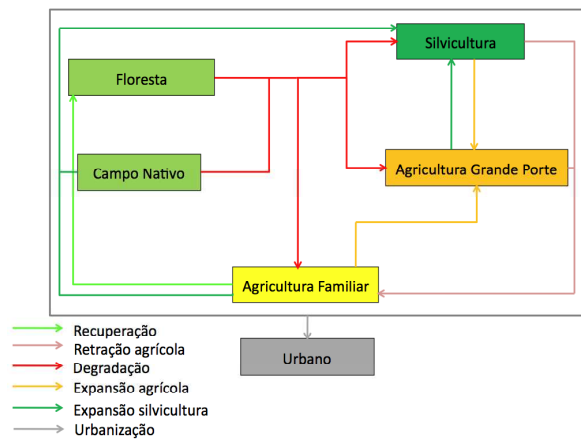 Silvicultura
Floresta
Campo Nativo
Agricultura Grande Porte
Agricultura Familiar
Urbano
Recuperação
Retração agrícola
Degradação
Expansão agrícola
Expansão silvicultura
Urbanização